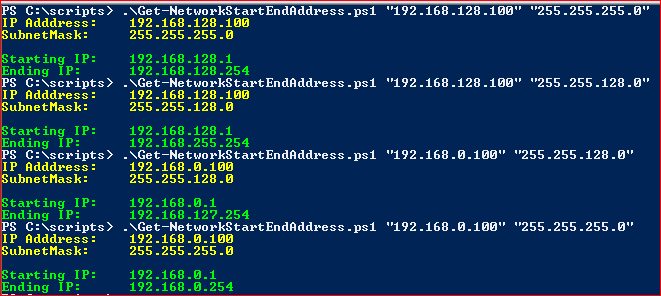 PS C:\scripts> .\Get-NetworkStartEndAddress.ps1 "192.168.128.100" "255.255.255.0"
IP Adddress:   192.168.128.100
SubnetMask:    255.255.255.0
Starting IP:   192.168.128.1
Ending IP:     192.168.128.254
PS C:\scripts> .\Get-NetworkStartEndAddress.ps1 "192.168.128.100" "255.255.128.0"
IP Adddress:   192.168.128.100
SubnetMask:    255.255.128.0
Starting IP:   192.168.128.1
Ending IP:     192.168.255.254
PS C:\scripts> .\Get-NetworkStartEndAddress.ps1 "192.168.0.100" "255.255.128.0"
IP Adddress:   192.168.0.100
SubnetMask:    255.255.128.0
Starting IP:   192.168.0.1
Ending IP:     192.168.127.254
PS C:\scripts> .\Get-NetworkStartEndAddress.ps1 "192.168.0.100" "255.255.255.0"
IP Adddress:   192.168.0.100
SubnetMask:    255.255.255.0
Starting IP:   192.168.0.1
Ending IP:     192.168.0.254